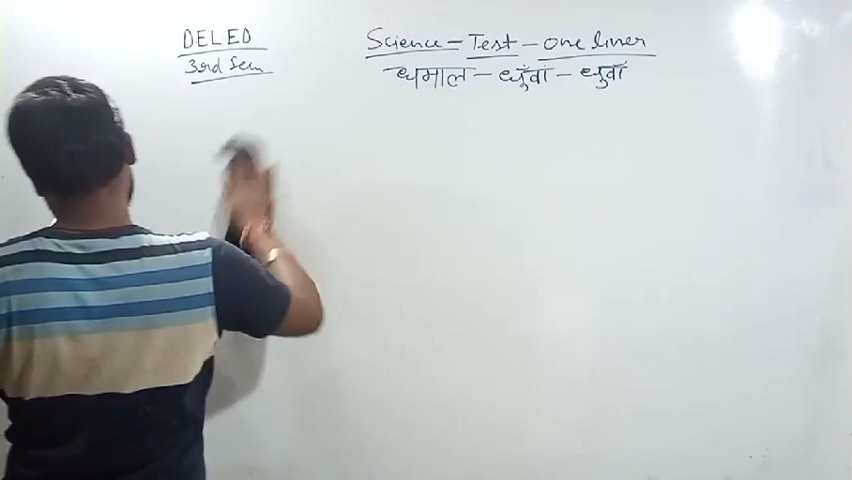 DELED
3rd Sem
Science - Test - one liner
धमाल - धुँवा - धुवाँ